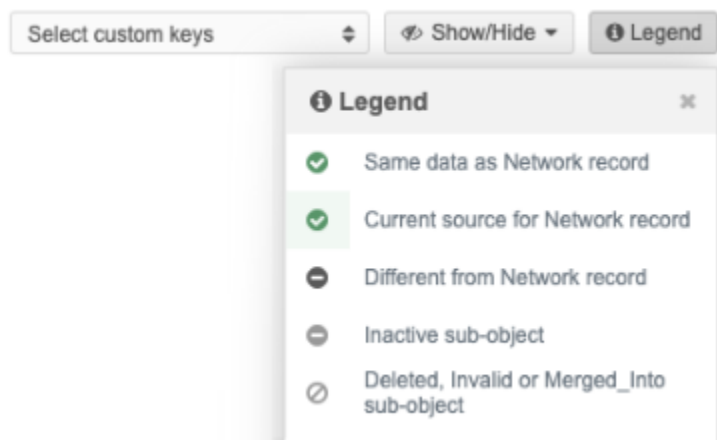 Select custom keys
Show/Hide
Legend
Legend
Same data as Network record
Current source for Network record
Different from Network record
Inactive sub-object
Deleted, Invalid or Merged_Into
sub-object